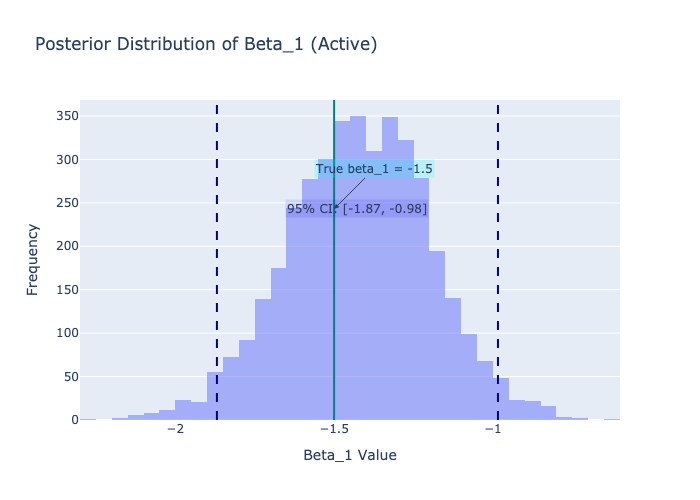 Posterior Distribution of Beta_1 (Active)
350
300
250
200
150
100
50
0
Frequency
True beta_1 = -1.5
95% CI: [-1.87, -0.98]
−2
−1.5
−1
Beta_1 Value